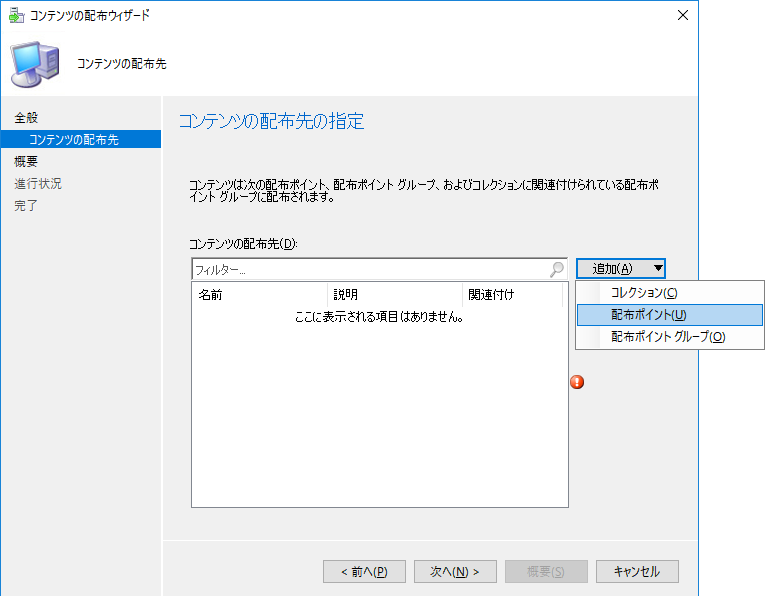 コンテンツの配布ウィザード
コンテンツの配布先
全般
コンテンツの配布先
概要
進行状況
完了
コンテンツの配布先の指定
コンテンツは次の配布ポイント、配布ポイント グループ、およびコレクションに関連付けられている配布ポ
イント グループに配布されます。
コンテンツの配布先(D):
フィルター...
追加(A)
名前 説明 関連付け
ここに表示される項目はありません。
コレクション(C)
配布ポイント(U)
配布ポイント グループ(O)
< 前へ(P) 次へ(N) > 概要(S) キャンセル